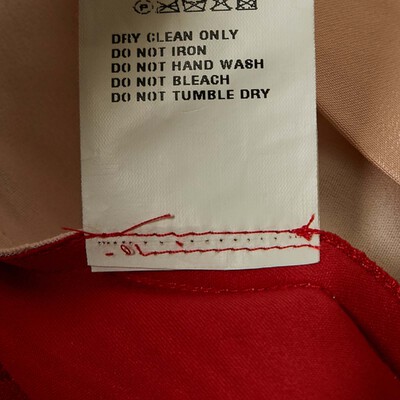 DRY CLEAN ONLY
DO NOT IRON
DO NOT HAND WASH
DO NOT BLEACH
DO NOT TUMBLE DRY